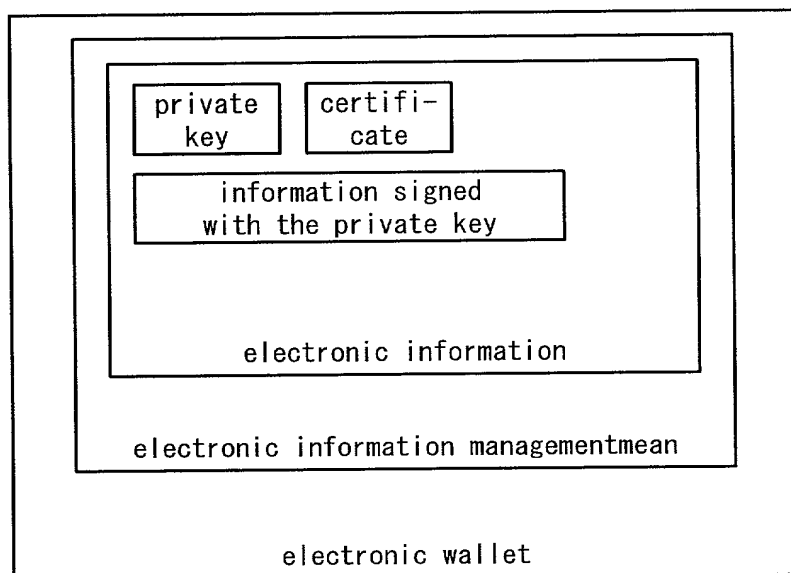 private
key
certifi-
cate
information signed
with the private key
electronic information
electronic information managementmean
electronic wallet